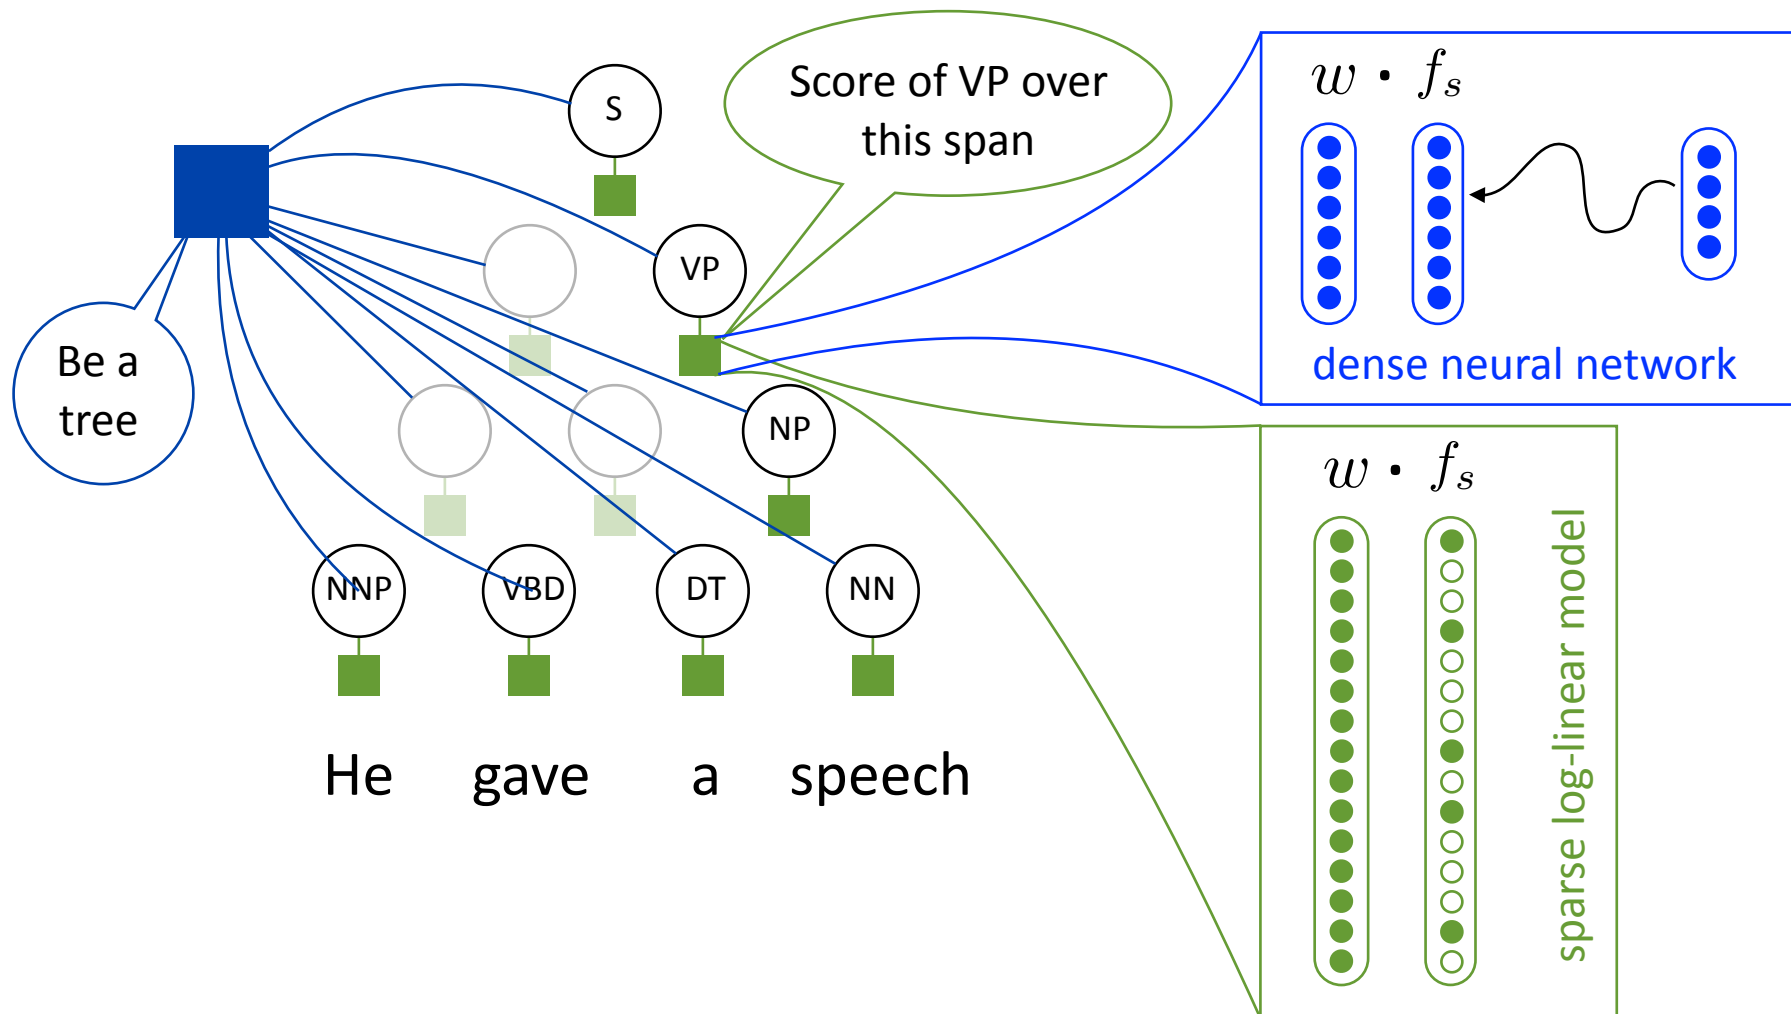 Score of VP over
this span
S
VP
Be a
tree
NP
NNP
VBD
DT
NN
He gave a speech
w · f_s
dense neural network
w · f_s
sparse log-linear model